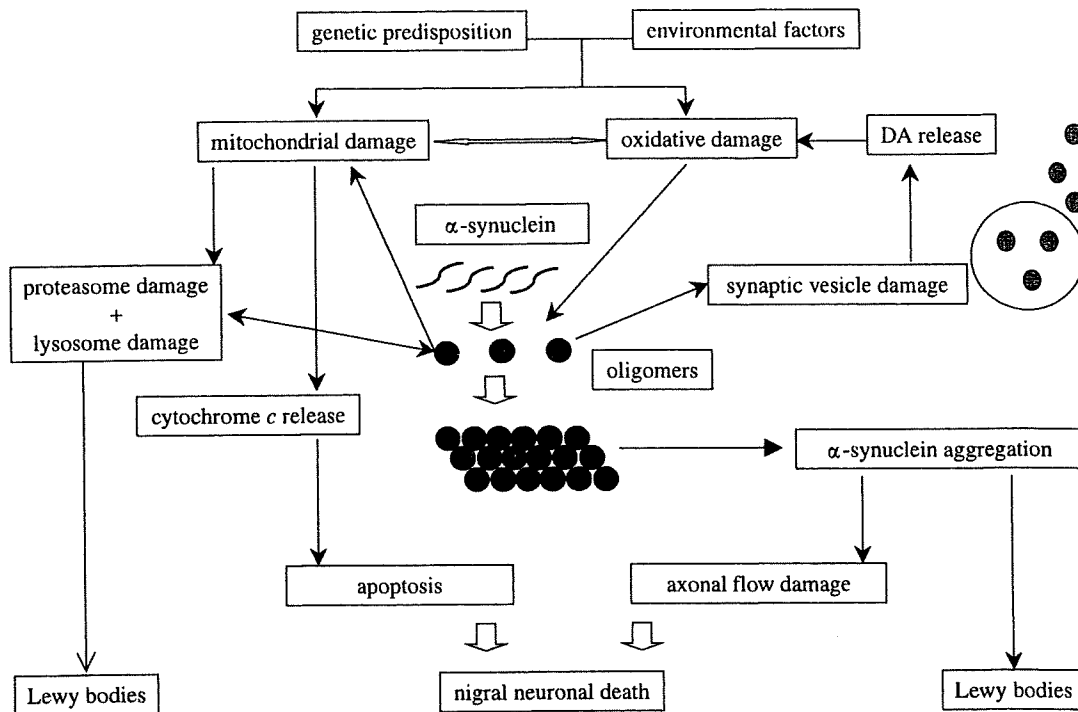 genetic predisposition
environmental factors
mitochondrial damage
oxidative damage
DA release
α-synuclein
proteasome damage
+
lysosome damage
synaptic vesicle damage
oligomers
cytochrome c release
α-synuclein aggregation
apoptosis
axonal flow damage
Lewy bodies
nigral neuronal death
Lewy bodies